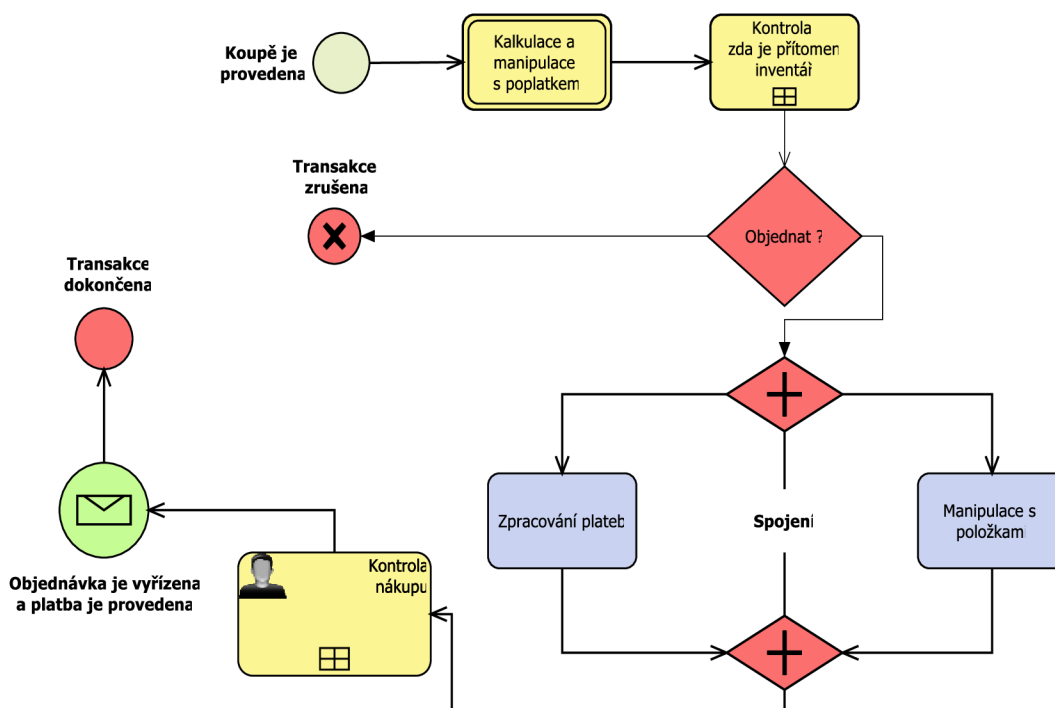 Koupě je
provedena
Kalkulace a
manipulace
s poplatkem
Kontrola
zda je přítomen
inventář
Transakce
zrušena
Objednat ?
Transakce
dokončena
Zpracování plateb
Spojení
Manipulace s
položkami
Kontrola
nákupu
Objednávka je vyřízena
a platba je provedena